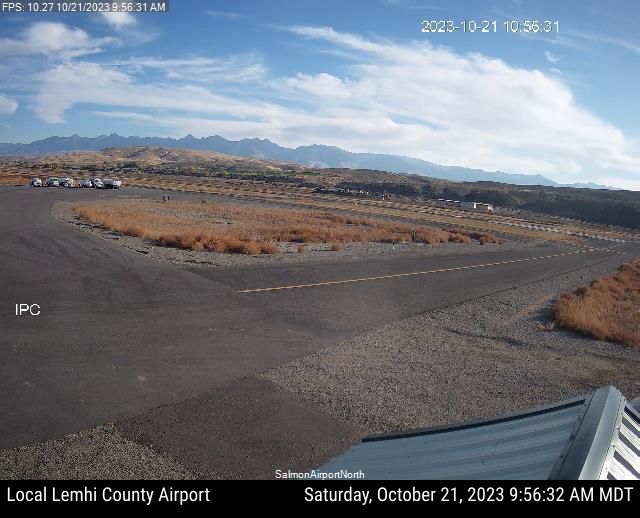 FPS: 10.27 10/21/2023 9:56:31 AM
2023-10-21 10:55:31
IPC
SalmonAirportNorth
Local Lemhi County Airport
Saturday, October 21, 2023 9:56:32 AM MDT